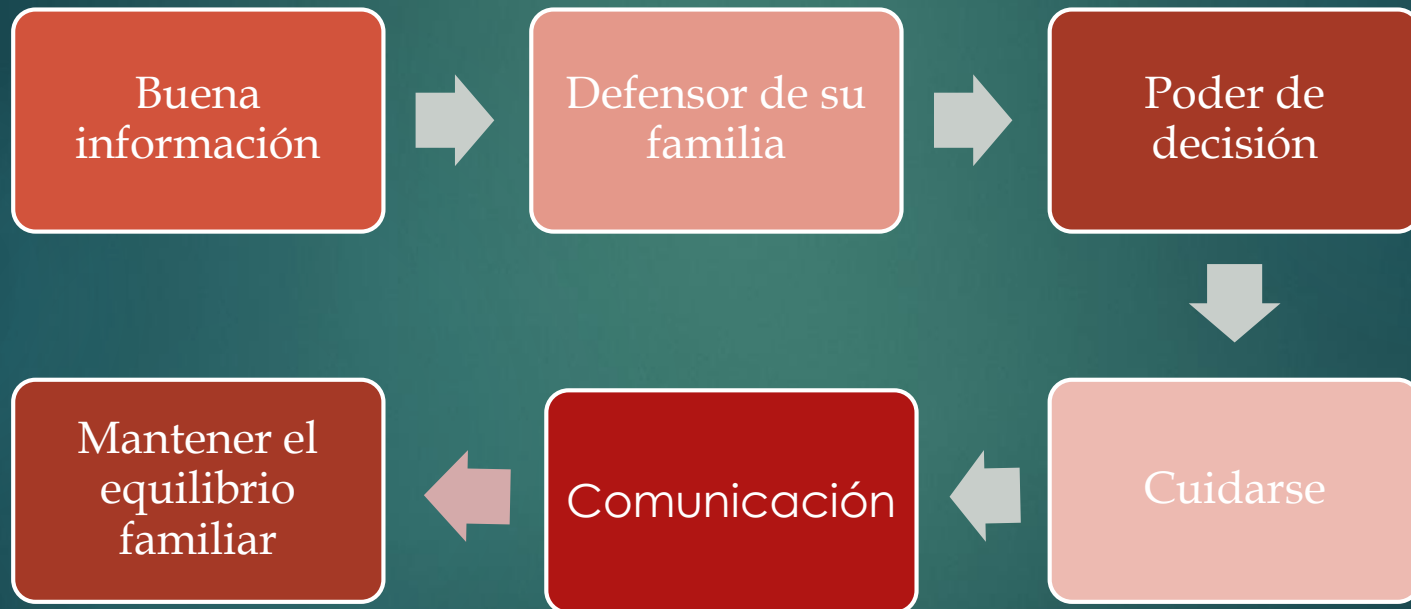 Buena
información
Defensor de su
familia
Poder de
decisión
Cuidarse
Comunicación
Mantener el
equilibrio
familiar